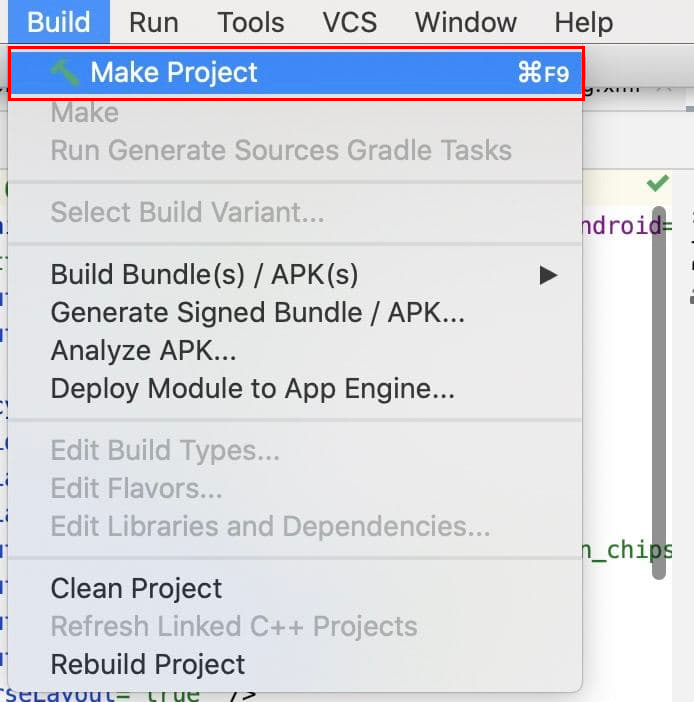 Build Run Tools VCS Window Help
Make Project ⌘F9
Make
Run Generate Sources Gradle Tasks
Select Build Variant...
ndroid=
Build Bundle(s) / APK(s)
Generate Signed Bundle / APK...
Analyze APK...
Deploy Module to App Engine...
Edit Build Types...
Edit Flavors...
Edit Libraries and Dependencies...
n_chips
Clean Project
Refresh Linked C++ Projects
Rebuild Project
rseLayout="true" />